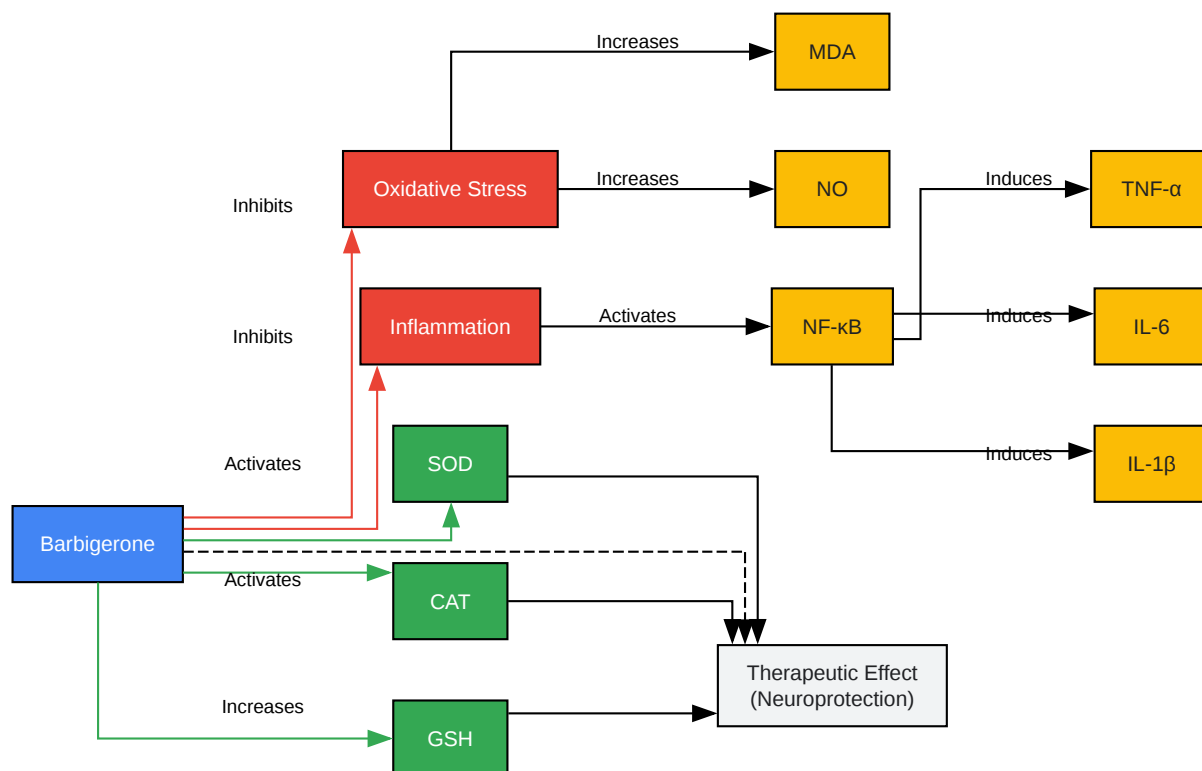 Increases
MDA
Oxidative Stress
Increases
NO
Induces
TNF-α
Inhibits
Inflammation
Activates
NF-κB
Induces
IL-6
Inhibits
Activates
SOD
Induces
IL-1β
Barbigerone
Activates
CAT
Therapeutic Effect
(Neuroprotection)
Increases
GSH